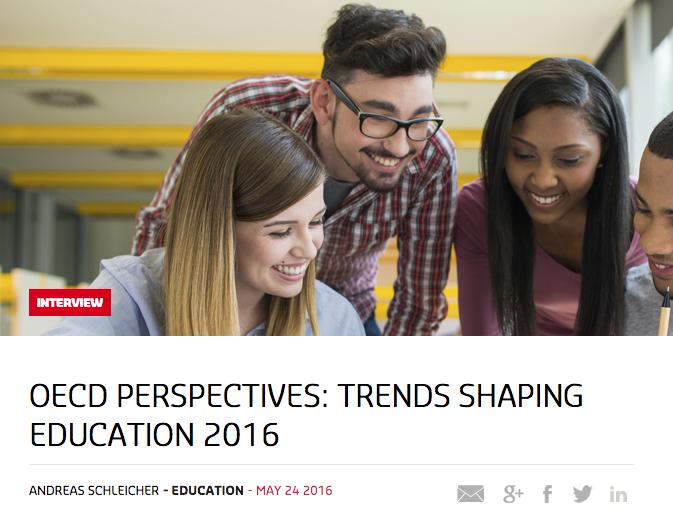 INTERVIEW
OECD PERSPECTIVES: TRENDS SHAPING
EDUCATION 2016
ANDREAS SCHLEICHER - EDUCATION - MAY 24 2016